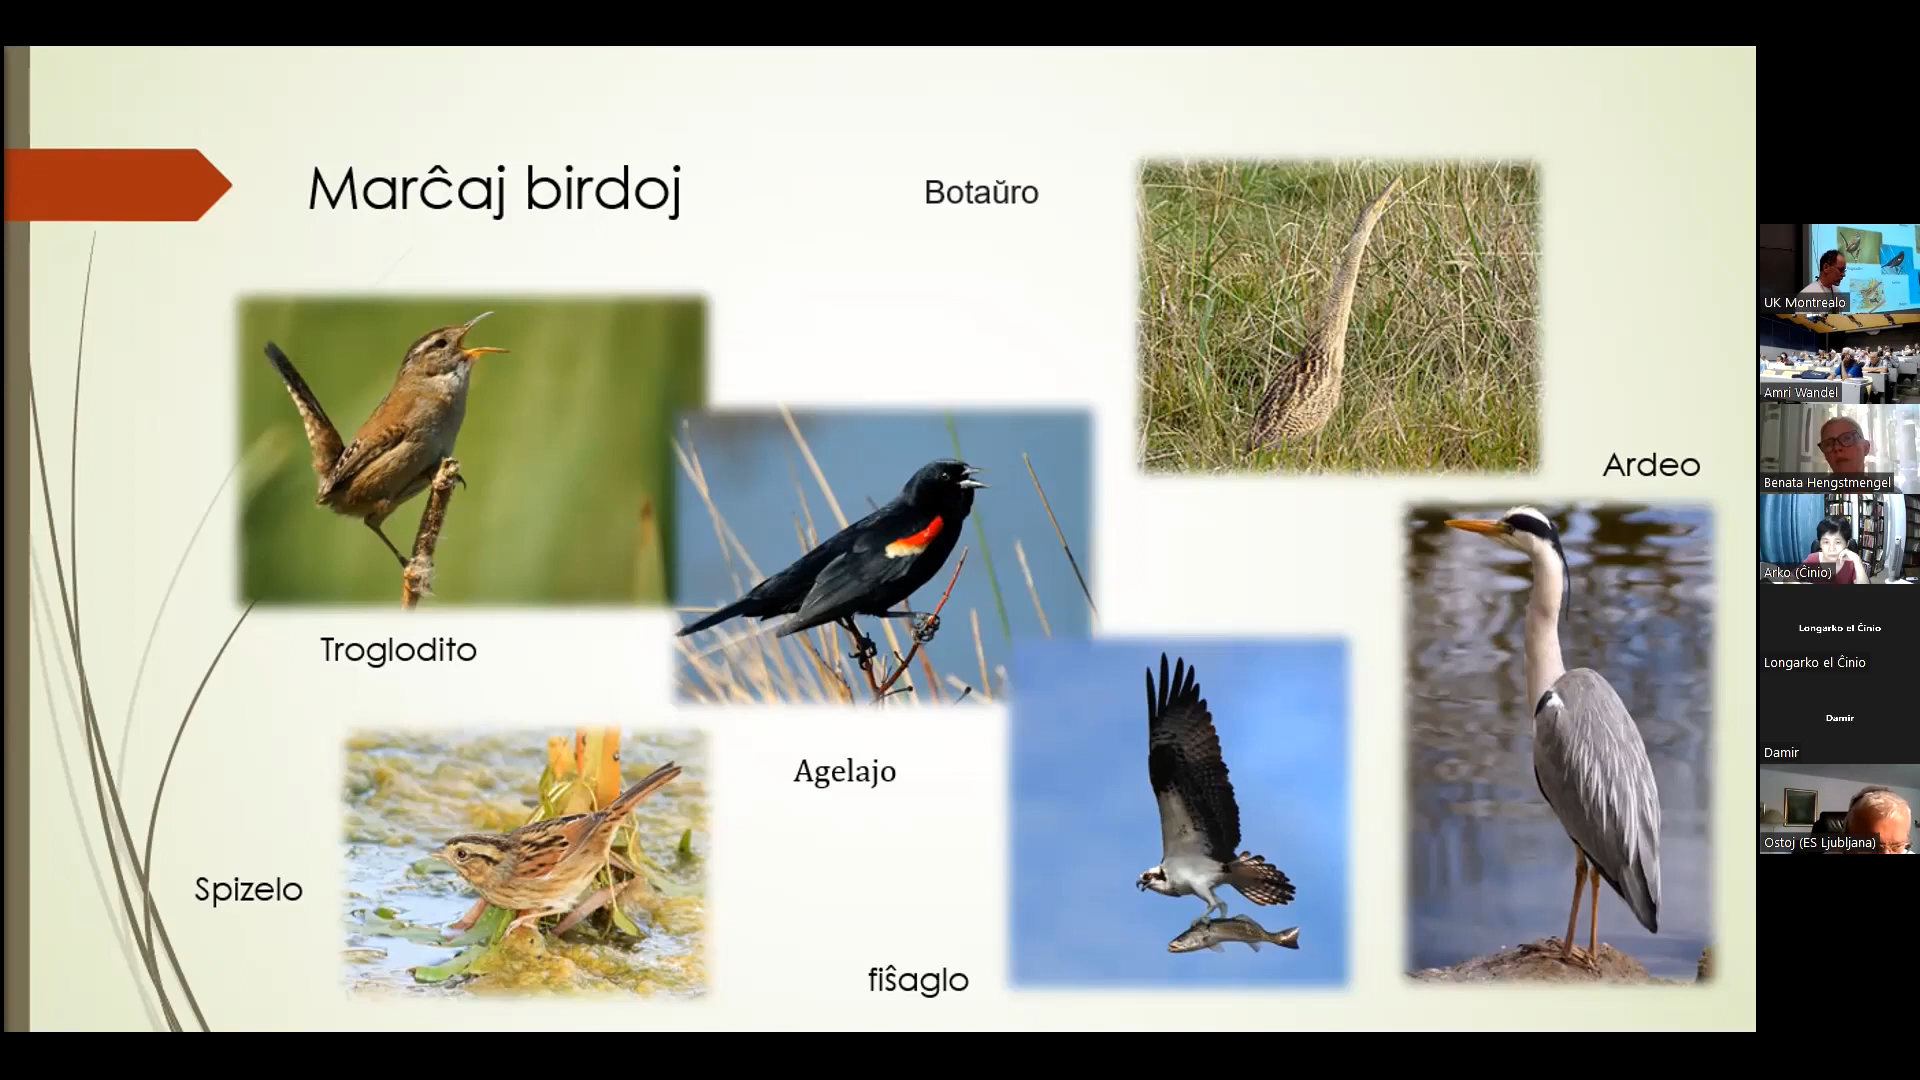 Marĉaj birdoj
Botaŭro
Ardeo
Troglodito
Agelajo
Spizelo
fiŝaglo
UK Montrealo
Amri Wandel
Benata Hengstmengel
Arko (Ĉinio)
Longarko el Ĉinio
Longarko el Ĉinio
Damir
Damir
Ostoj (ES Ljubljana)